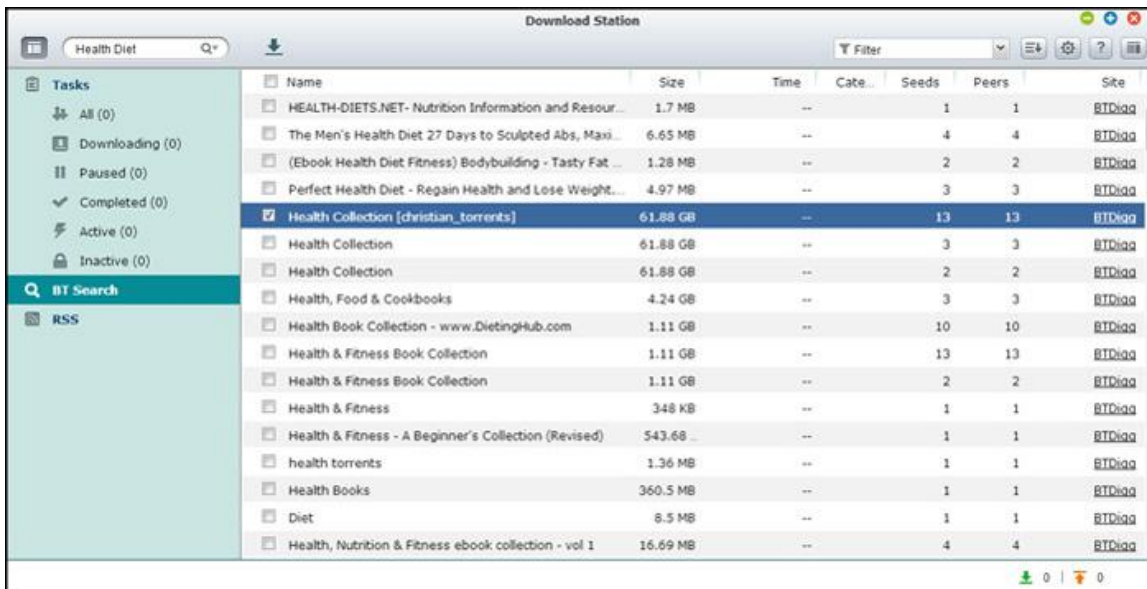 Download Station
Health Diet
Filter
Tasks
All (0)
Downloading (0)
Paused (0)
Completed (0)
Active (0)
Inactive (0)
BT Search
RSS
Name Size Time Cate... Seeds Peers Site
HEALTH-DIETS.NET- Nutrition Information and Resour... 1.7 MB -- 1 1 BTDigg
The Men's Health Diet 27 Days to Sculpted Abs, Maxi... 6.65 MB -- 4 4 BTDigg
(Ebook Health Diet Fitness) Bodybuilding - Tasty Fat ... 1.28 MB -- 2 2 BTDigg
Perfect Health Diet - Regain Health and Lose Weight.... 4.97 MB -- 3 3 BTDigg
Health Collection [christian_torrents] 61.88 GB -- 13 13 BTDigg
Health Collection 61.88 GB -- 3 3 BTDigg
Health Collection 61.88 GB -- 2 2 BTDigg
Health, Food & Cookbooks 4.24 GB -- 3 3 BTDigg
Health Book Collection - www.DietingHub.com 1.11 GB -- 10 10 BTDigg
Health & Fitness Book Collection 1.11 GB -- 13 13 BTDigg
Health & Fitness Book Collection 1.11 GB -- 2 2 BTDigg
Health & Fitness 348 KB -- 1 1 BTDigg
Health & Fitness - A Beginner's Collection (Revised) 543.68 ... -- 1 1 BTDigg
health torrents 1.36 MB -- 1 1 BTDigg
Health Books 360.5 MB -- 1 1 BTDigg
Diet 8.5 MB -- 1 1 BTDigg
Health, Nutrition & Fitness ebook collection - vol 1 16.69 MB -- 4 4 BTDigg
0 | 0